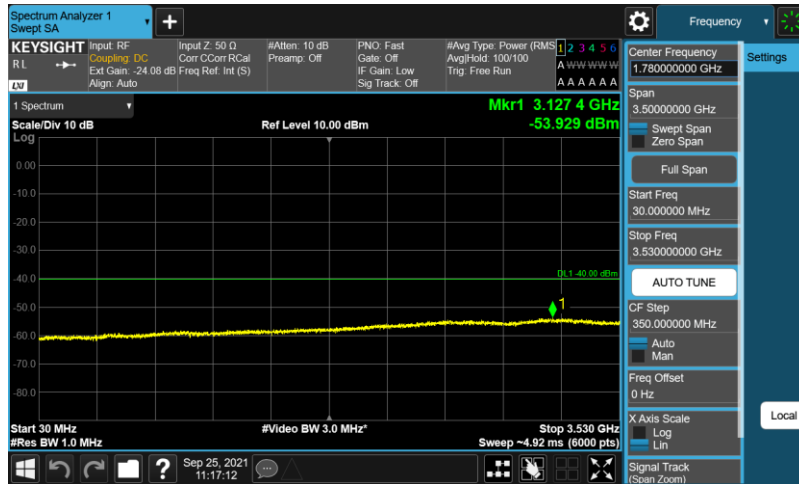 Spectrum Analyzer 1
Swept SA
Frequency
KEYSIGHT
RL
LXI
Input: RF
Coupling: DC
Ext Gain: -24.08 dB
Align: Auto
Input Z: 50 Ω
Corr CCorr RCal
Freq Ref: Int (S)
#Atten: 10 dB
Preamp: Off
PNO: Fast
Gate: Off
IF Gain: Low
Sig Track: Off
#Avg Type: Power (RMS
Avg|Hold: 100/100
Trig: Free Run
1 2 3 4 5 6
A W W W W W
A A A A A A
1 Spectrum
Scale/Div 10 dB
Log
Ref Level 10.00 dBm
Mkr1 3.127 4 GHz
-53.929 dBm
0.00
-10.0
-20.0
-30.0
-40.0
-50.0
-60.0
-70.0
-80.0
DL1 -40.00 dBm
1
Start 30 MHz
#Res BW 1.0 MHz
#Video BW 3.0 MHz*
Stop 3.530 GHz
Sweep ~4.92 ms (6000 pts)
?
Sep 25, 2021
11:17:12
Center Frequency
1.780000000 GHz
Span
3.50000000 GHz
Swept Span
Zero Span
Full Span
Start Freq
30.000000 MHz
Stop Freq
3.530000000 GHz
AUTO TUNE
CF Step
350.000000 MHz
Auto
Man
Freq Offset
0 Hz
X Axis Scale
Log
Lin
Signal Track
(Span Zoom)
Settings
Local